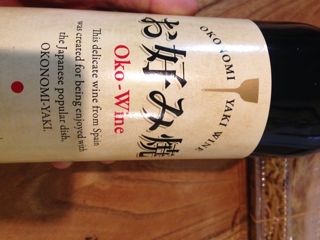 OKONOMI YAKI WINE
お好み焼
Oko-Wine
This delicate wine from Spain
was created for being enjoyed with
the Japanese popular dish,
OKONOMI-YAKI.